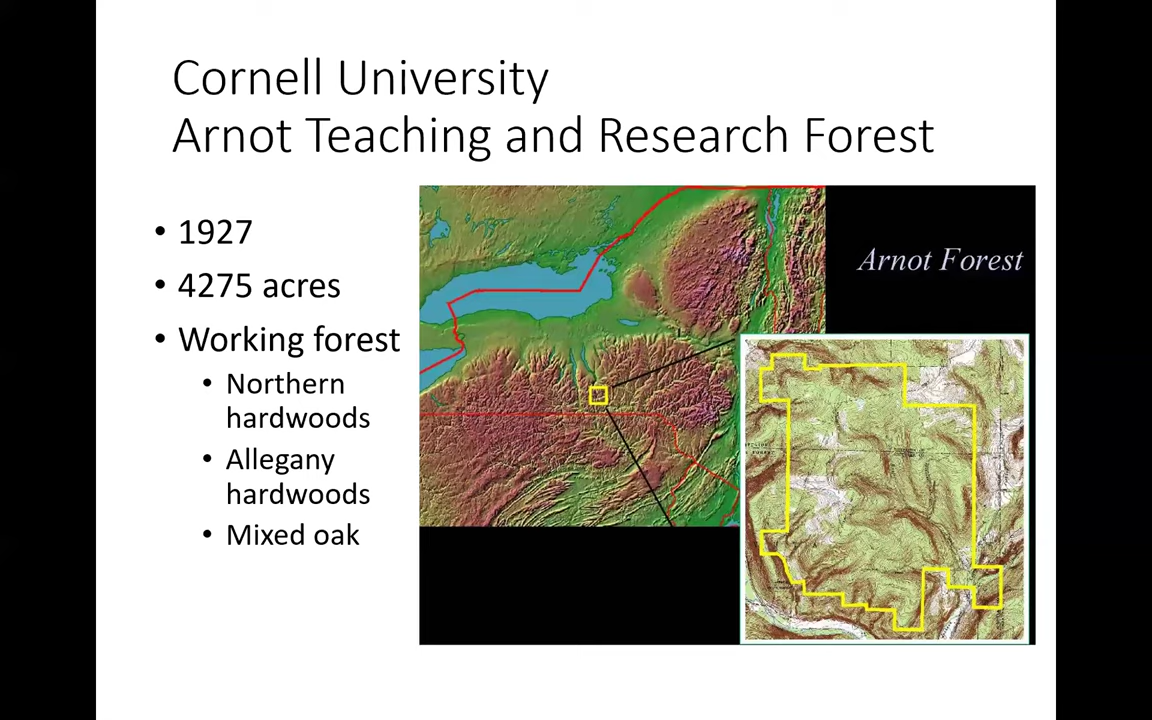 Cornell University
Arnot Teaching and Research Forest
• 1927
• 4275 acres
• Working forest
• Northern
hardwoods
• Allegany
hardwoods
• Mixed oak
Arnot Forest